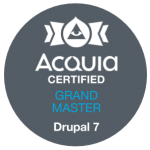 ACQUIA
CERTIFIED
GRAND
MASTER
Drupal 7